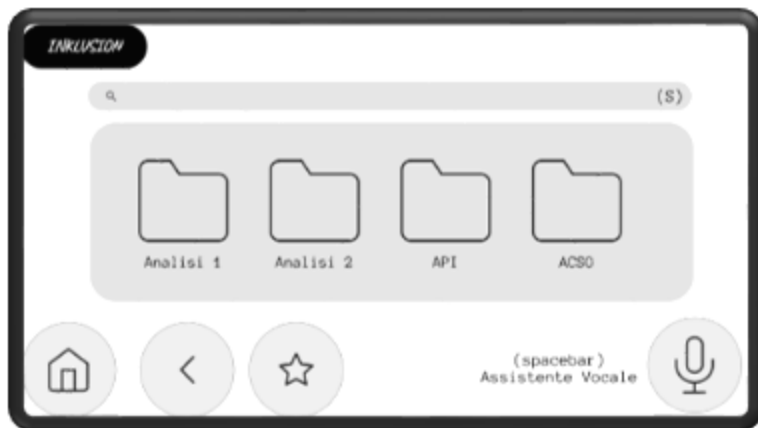 INKLUSION
(S)
Analisi 1
Analisi 2
API
ACSO
(spacebar)
Assistente Vocale